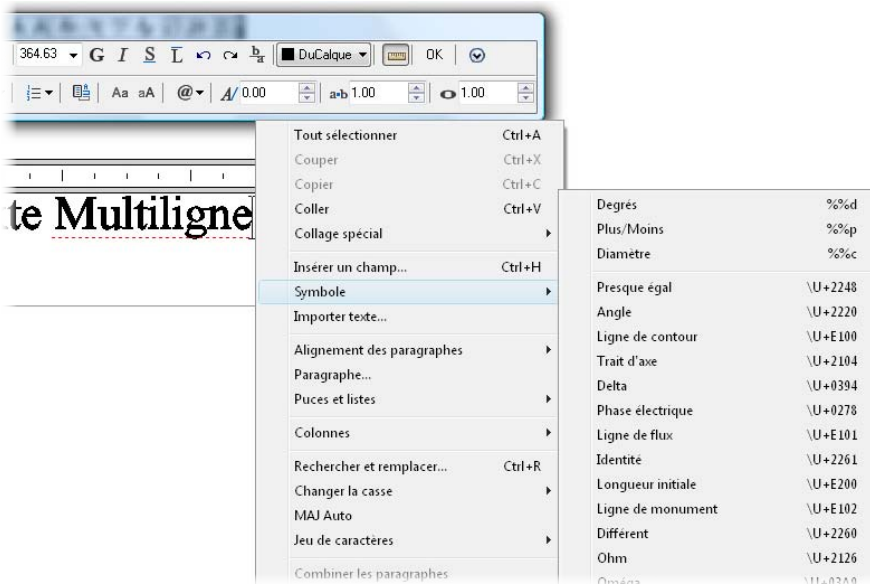 364.63 G I S L b/a DuCalque OK
Aa aA @ A/ 0.00 a•b 1.00 o 1.00
te Multiligne
Tout sélectionner Ctrl+A
Couper Ctrl+X
Copier Ctrl+C
Coller Ctrl+V
Collage spécial
Insérer un champ... Ctrl+H
Symbole
Importer texte...
Alignement des paragraphes
Paragraphe...
Puces et listes
Colonnes
Rechercher et remplacer... Ctrl+R
Changer la casse
MAJ Auto
Jeu de caractères
Combiner les paragraphes
Degrés %%d
Plus/Moins %%p
Diamètre %%c
Presque égal \U+2248
Angle \U+2220
Ligne de contour \U+E100
Trait d'axe \U+2104
Delta \U+0394
Phase électrique \U+0278
Ligne de flux \U+E101
Identité \U+2261
Longueur initiale \U+E200
Ligne de monument \U+E102
Différent \U+2260
Ohm \U+2126
Oméga \U+03A9